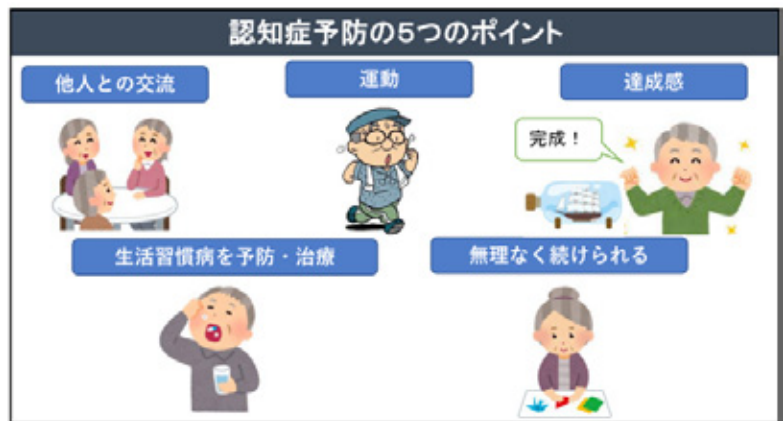 認知症予防の5つのポイント
他人との交流
運動
達成感
完成！
生活習慣病を予防・治療
無理なく続けられる